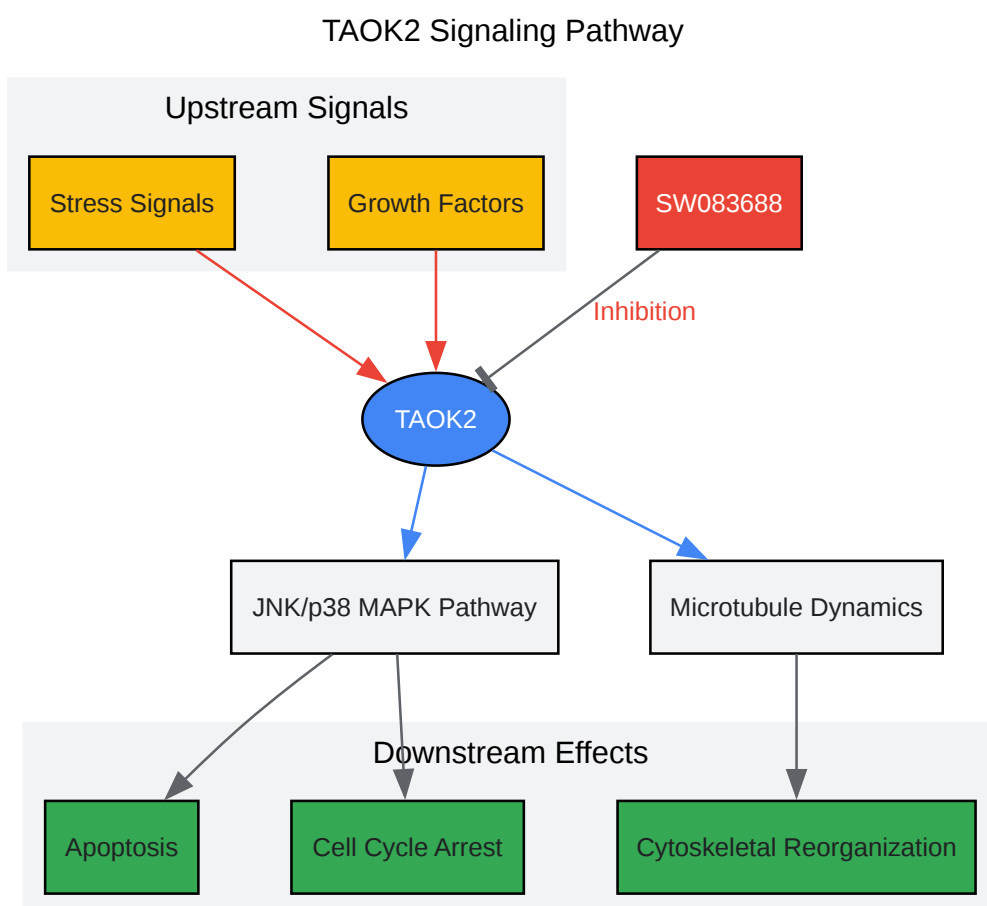 TAOK2 Signaling Pathway
Upstream Signals
Stress Signals
Growth Factors
SW083688
Inhibition
TAOK2
JNK/p38 MAPK Pathway
Microtubule Dynamics
Downstream Effects
Apoptosis
Cell Cycle Arrest
Cytoskeletal Reorganization